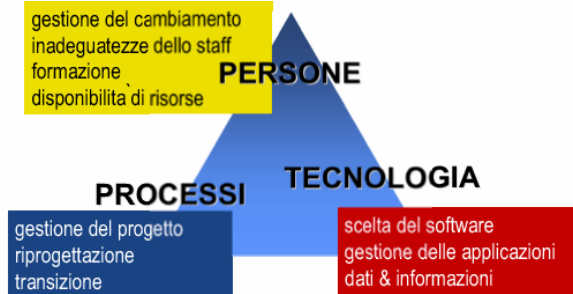 gestione del cambiamento
inadeguatezze dello staff
formazione
disponibilità di risorse
PERSONE
PROCESSI
TECNOLOGIA
gestione del progetto
riprogettazione
transizione
scelta del software
gestione delle applicazioni
dati & informazioni